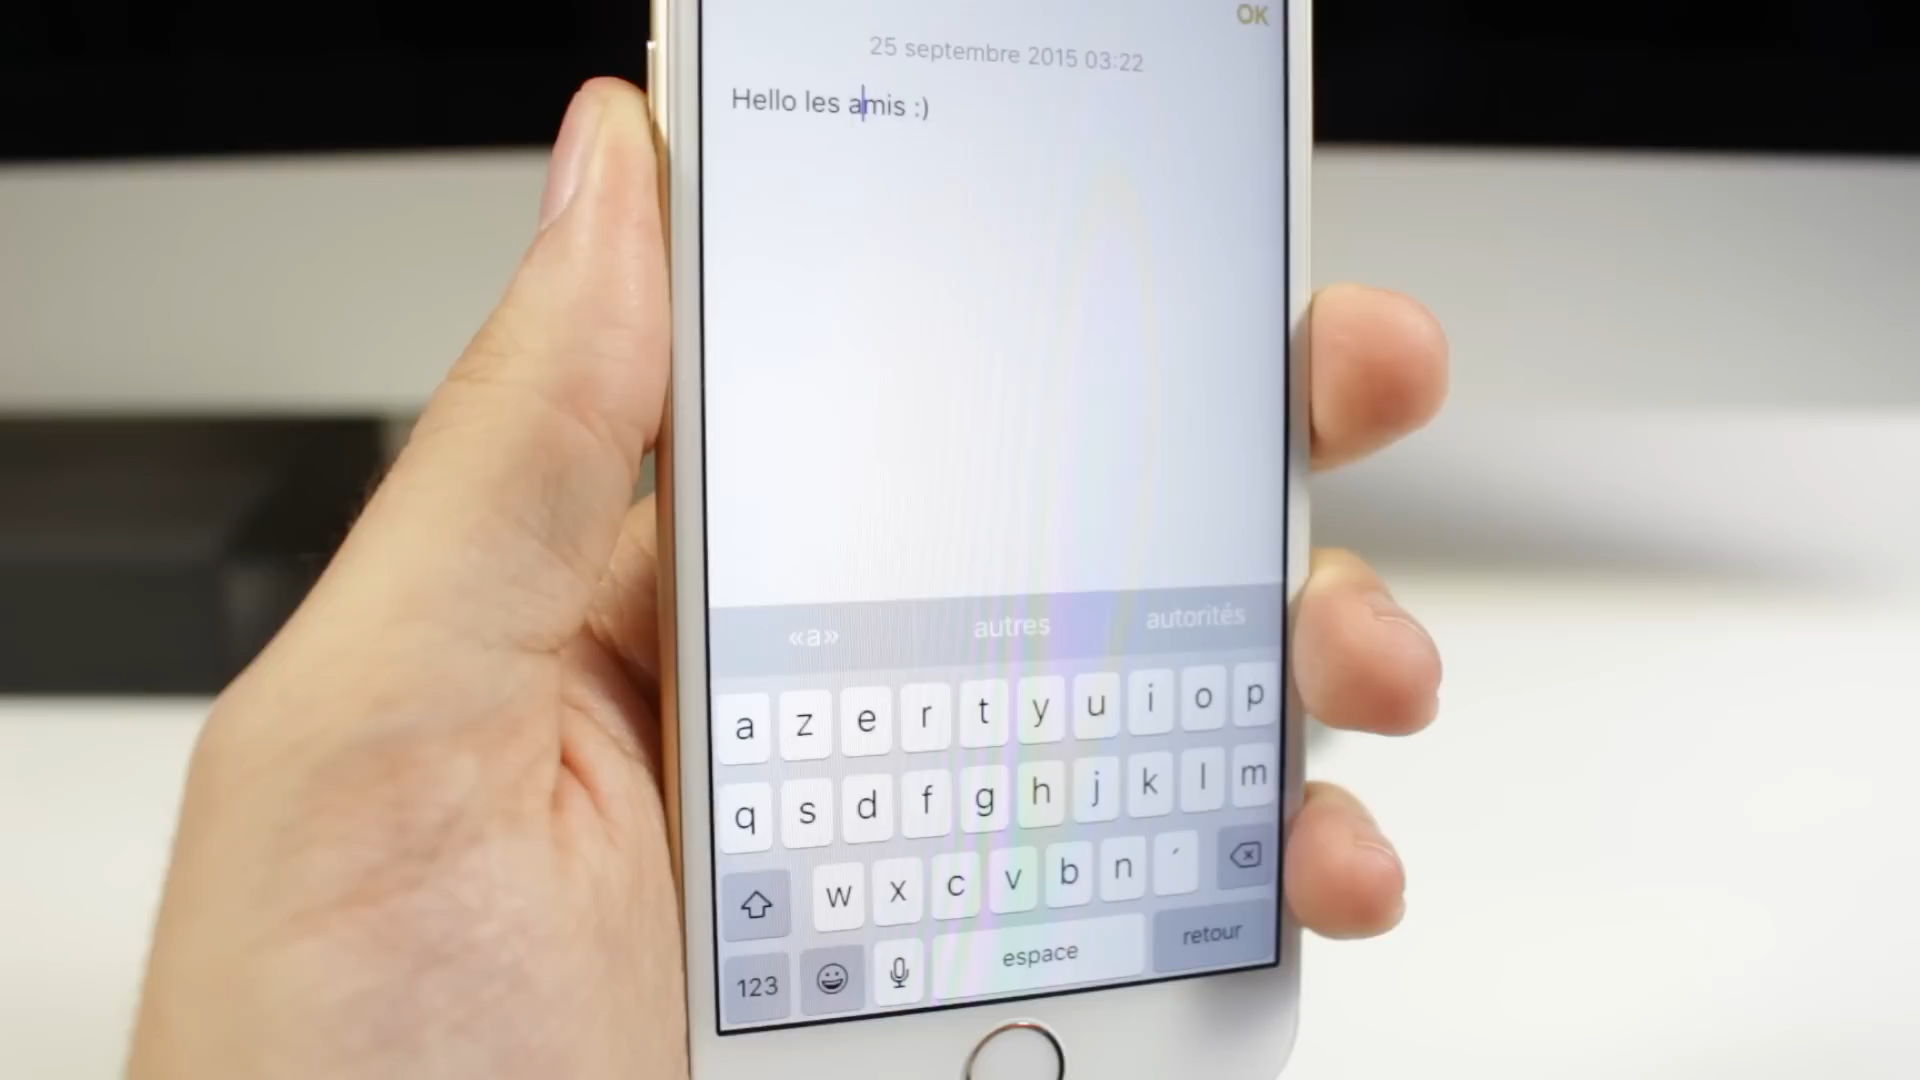 OK
25 septembre 2015 03:22
Hello les amis :)
«a» autres autorités
a z e r t y u i o p
q s d f g h j k l m
w x c v b n ´
123 espace retour